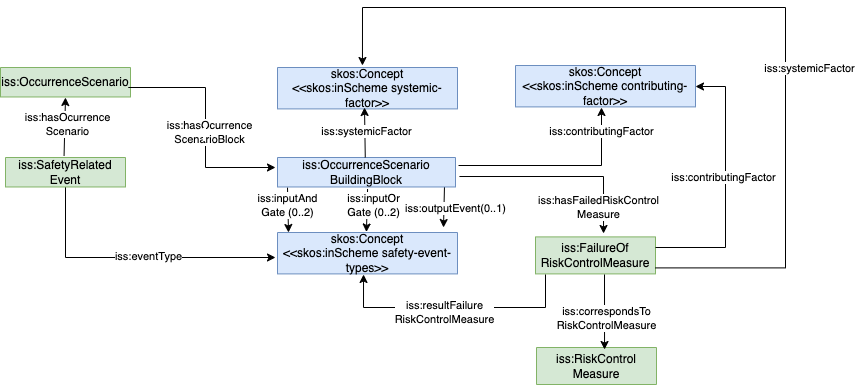 iss:systemicFactor
iss:OccurrenceScenario
skos:Concept
<<skos:inScheme systemic-
factor>>
skos:Concept
<<skos:inScheme contributing-
factor>>
iss:hasOccurrence
Scenario
iss:hasOccurrence
ScenarioBlock
iss:systemicFactor
iss:contributingFactor
iss:SafetyRelated
Event
iss:OccurrenceScenario
BuildingBlock
iss:contributingFactor
iss:inputAnd
Gate (0..2)
iss:inputOr
Gate (0..2)
iss:outputEvent(0..1)
iss:hasFailedRiskControl
Measure
iss:eventType
skos:Concept
<<skos:inScheme safety-event-
types>>
iss:FailureOf
RiskControlMeasure
iss:resultFailure
RiskControlMeasure
iss:correspondsTo
RiskControlMeasure
iss:RiskControl
Measure